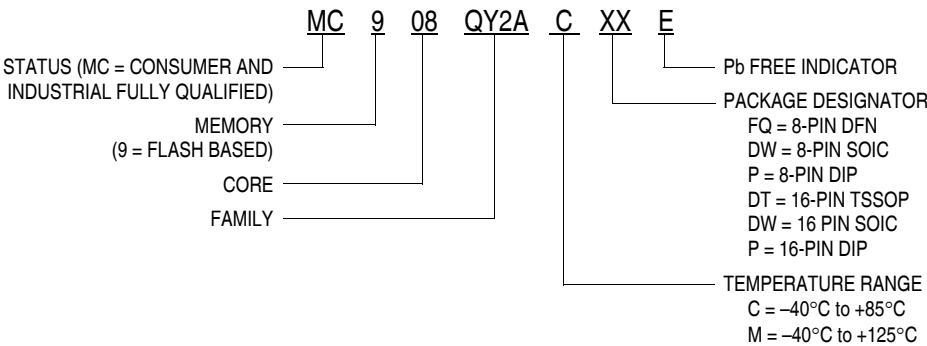 MC 9 08 QY2A C XX E
STATUS (MC = CONSUMER AND
INDUSTRIAL FULLY QUALIFIED)
MEMORY
(9 = FLASH BASED)
CORE
FAMILY
Pb FREE INDICATOR
PACKAGE DESIGNATOR
FQ = 8-PIN DFN
DW = 8-PIN SOIC
P = 8-PIN DIP
DT = 16-PIN TSSOP
DW = 16 PIN SOIC
P = 16-PIN DIP
TEMPERATURE RANGE
C = –40°C to +85°C
M = –40°C to +125°C